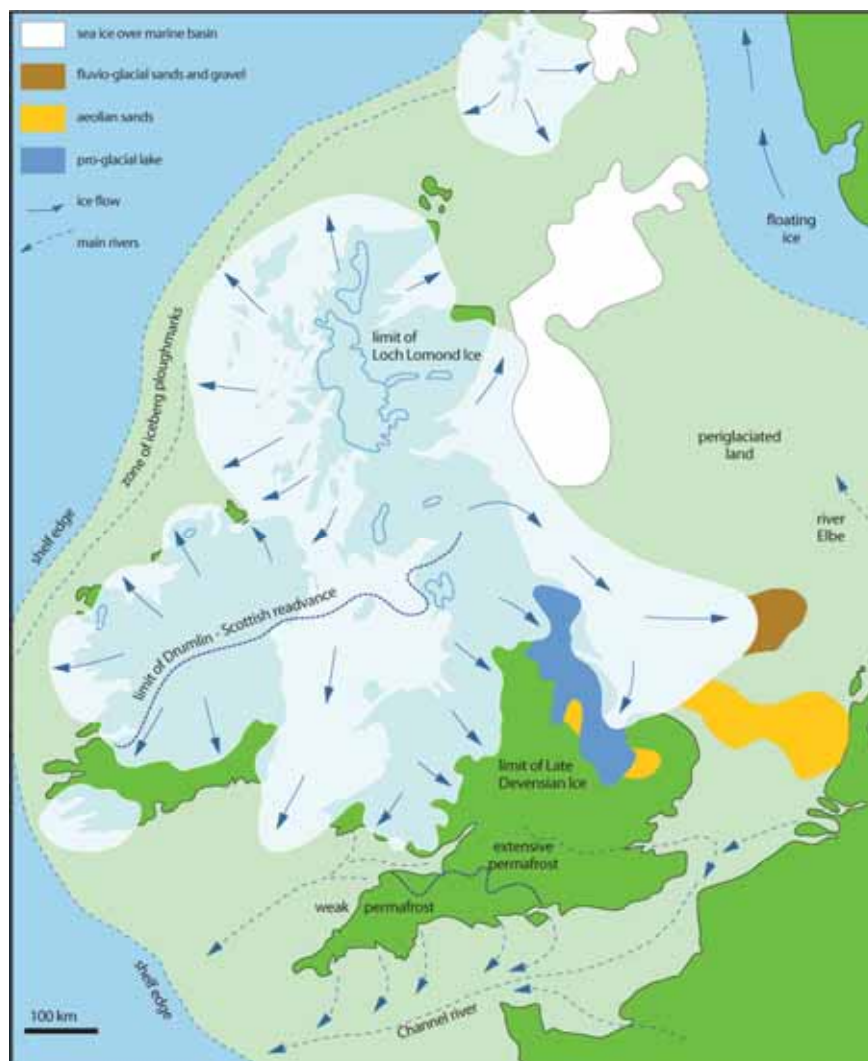 sea ice over marine basin
fluvio-glacial sands and gravel
aeolian sands
pro-glacial lake
ice flow
main rivers
floating
ice
zone of iceberg ploughmarks
limit of
Loch Lomond Ice
periglaciated
land
shelf edge
river
Elbe
limit of Drumlin - Scottish readvance
limit of Late
Devensian Ice
extensive
permafrost
weak permafrost
shelf edge
Channel river
100 km